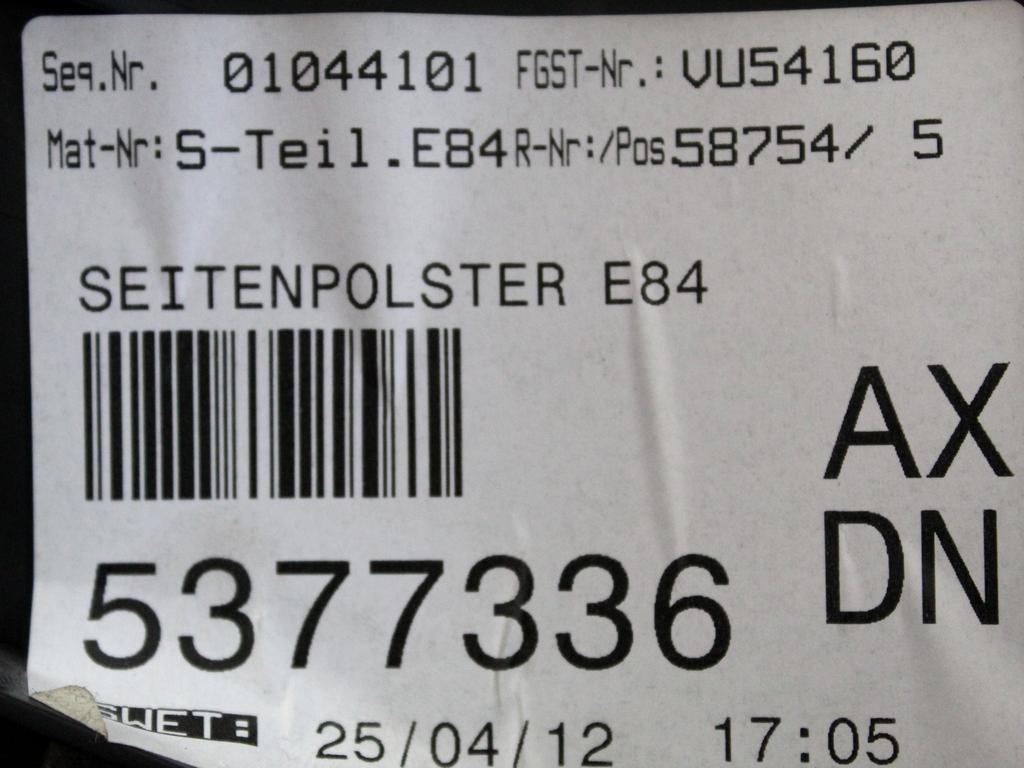 Seq.Nr. 01044101 FGST-Nr.: VU54160
Mat-Nr: S-Teil.E84 R-Nr:/Pos 58754/ 5
SEITENPOLSTER E84
AX
DN
5377336
25/04/12 17:05